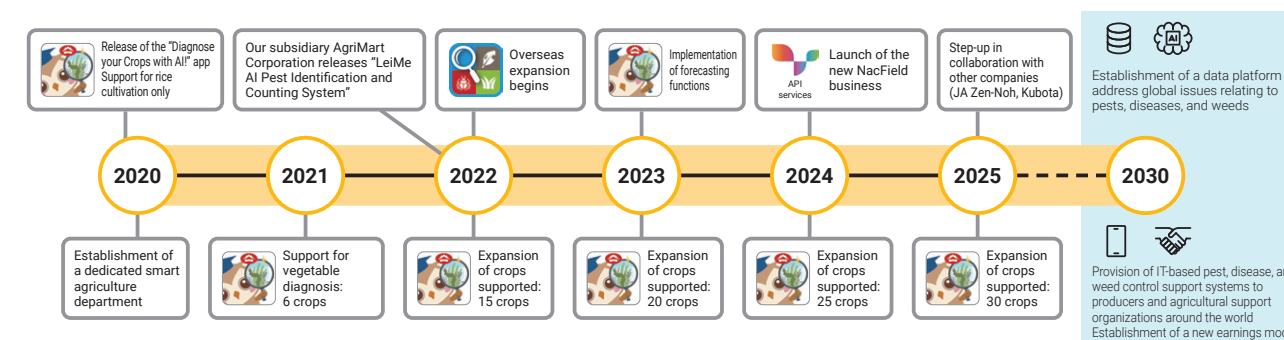 Release of the "Diagnose
your Crops with AI!" app
Support for rice
cultivation only
Our subsidiary AgriMart
Corporation releases "LeiMe
AI Pest Identification and
Counting System"
Overseas
expansion
begins
Implementation
of forecasting
functions
API
services
Launch of the
new NacField
business
Step-up in
collaboration with
other companies
(JA Zen-Noh, Kubota)
AI
Establishment of a data platform
address global issues relating to
pests, diseases, and weeds
2020
2021
2022
2023
2024
2025
2030
Establishment of
a dedicated smart
agriculture
department
Support for
vegetable
diagnosis:
6 crops
Expansion
of crops
supported:
15 crops
Expansion
of crops
supported:
20 crops
Expansion
of crops
supported:
25 crops
Expansion
of crops
supported:
30 crops
Provision of IT-based pest, disease,
weed control support systems to
producers and agricultural support
organizations around the world
Establishment of a new earnings